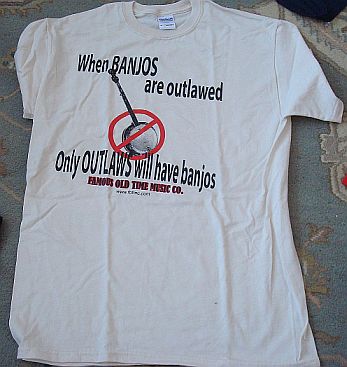 When BANJOS
are outlawed
Only OUTLAWS will have banjos
FAMOUS OLD TIME MUSIC CO.